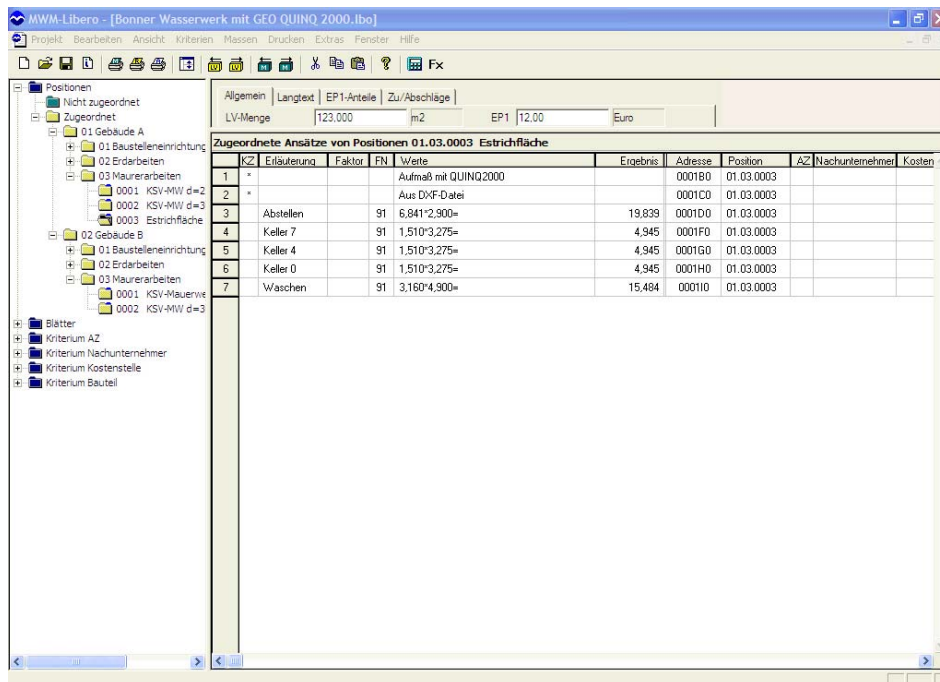 MWM-Libero - [Bonner Wasserwerk mit GEO QUINQ 2000.lbo]
Projekt Bearbeiten Ansicht Kriterien Massen Drucken Extras Fenster Hilfe
Fx
Positionen
Nicht zugeordnet
Zugeordnet
01 Gebäude A
01 Baustelleneinrichtung
02 Erdarbeiten
03 Maurerarbeiten
0001 KSV-MW d=2
0002 KSV-MW d=3
0003 Estrichfläche
02 Gebäude B
01 Baustelleneinrichtung
02 Erdarbeiten
03 Maurerarbeiten
0001 KSV-Mauerwe
0002 KSV-MW d=3
Blätter
Kriterium AZ
Kriterium Nachunternehmer
Kriterium Kostenstelle
Kriterium Bauteil
Allgemein Langtext EP1-Anteile Zu/Abschläge
LV-Menge 123.000 m2 EP1 12,00 Euro
Zugeordnete Ansätze von Positionen 01.03.0003 Estrichfläche
KZ Erläuterung Faktor FN Werte Ergebnis Adresse Position AZ Nachunternehmer Kosten
1 * Aufmaß mit QUINQ2000 0001B0 01.03.0003
2 * Aus DXF-Datei 0001C0 01.03.0003
3 Abstellen 91 6,841*2,900= 19,839 0001D0 01.03.0003
4 Keller 7 91 1,510*3,275= 4,945 0001F0 01.03.0003
5 Keller 4 91 1,510*3,275= 4,945 0001G0 01.03.0003
6 Keller 0 91 1,510*3,275= 4,945 0001H0 01.03.0003
7 Waschen 91 3,160*4,900= 15,484 0001I0 01.03.0003